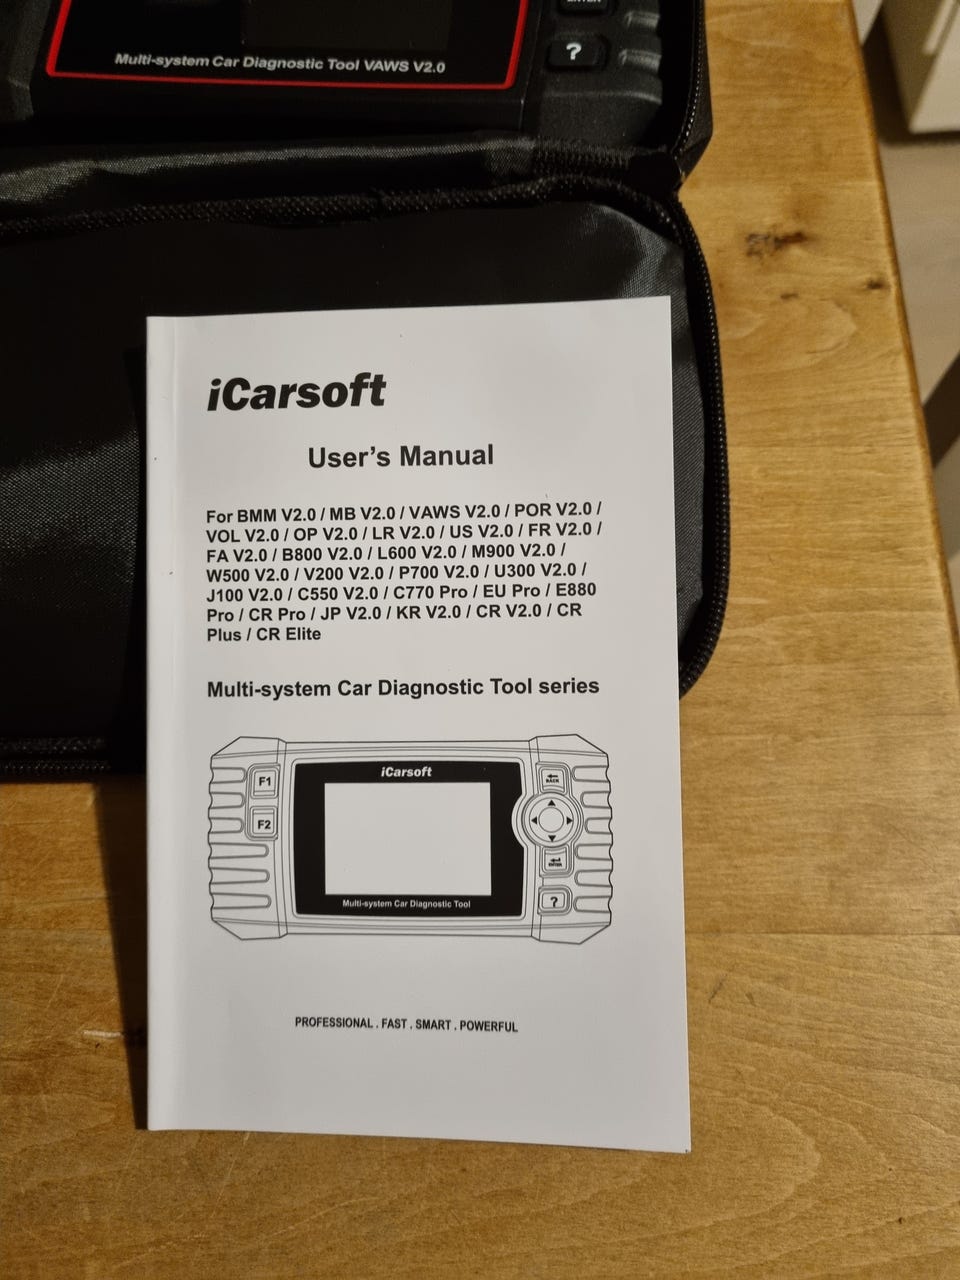 Multi-system Car Diagnostic Tool VAWS V2.0
?
iCarsoft
User's Manual
For BMM V2.0 / MB V2.0 / VAWS V2.0 / POR V2.0 /
VOL V2.0 / OP V2.0 / LR V2.0 / US V2.0 / FR V2.0 /
FA V2.0 / B800 V2.0 / L600 V2.0 / M900 V2.0 /
W500 V2.0 / V200 V2.0 / P700 V2.0 / U300 V2.0 /
J100 V2.0 / C550 V2.0 / C770 Pro / EU Pro / E880
Pro / CR Pro / JP V2.0 / KR V2.0 / CR V2.0 / CR
Plus / CR Elite
Multi-system Car Diagnostic Tool series
iCarsoft
F1
BACK
F2
ENTER
?
Multi-system Car Diagnostic Tool
PROFESSIONAL . FAST . SMART . POWERFUL